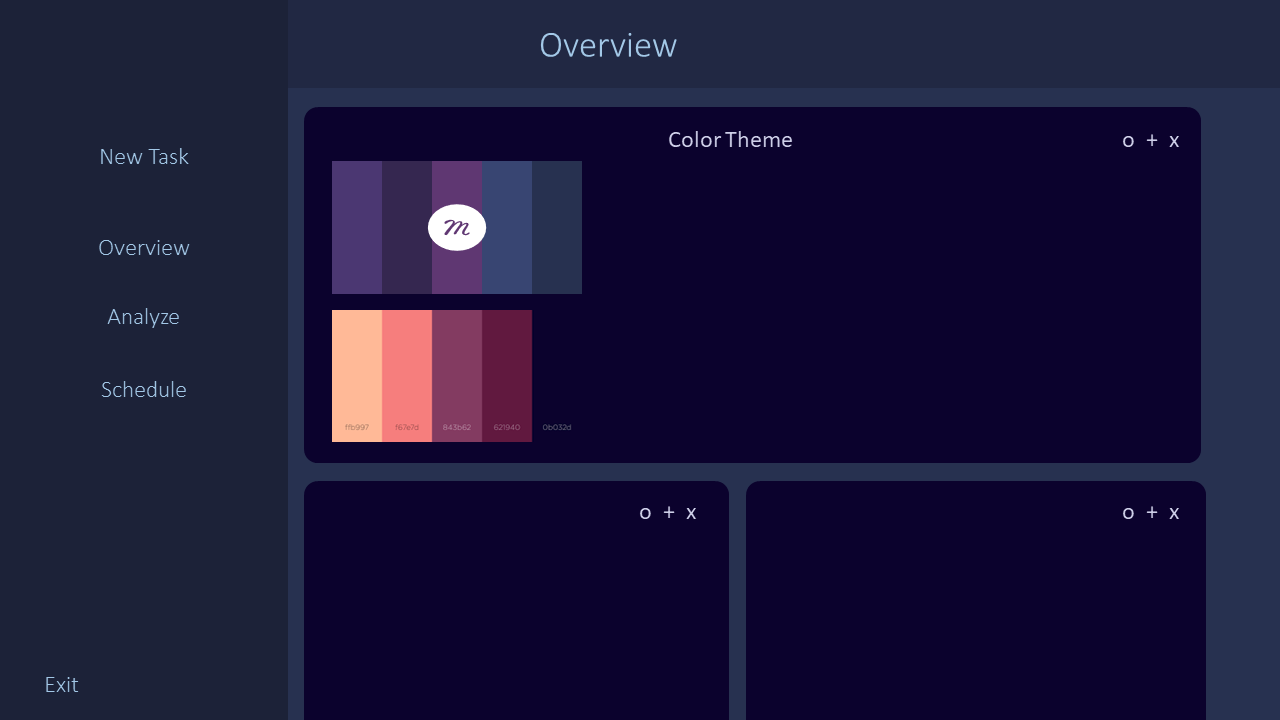 Overview
New Task
Overview
Analyze
Schedule
Exit
Color Theme
o + x
m
ffb997 f67e7d 843b62 621940 0b032d
o + x
o + x